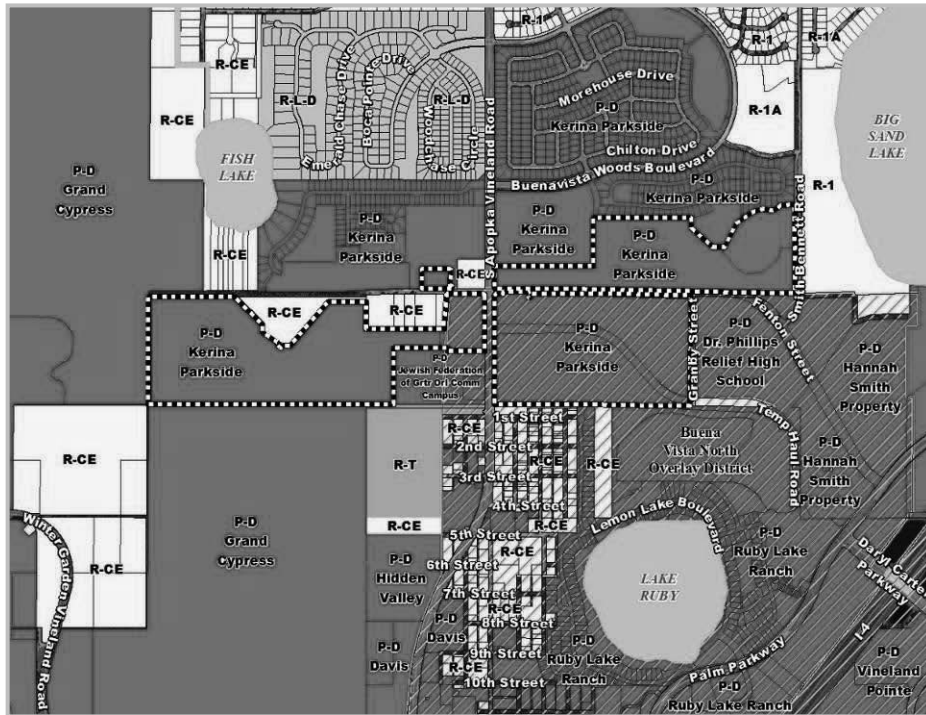 R-1
R-1
R-1A
R-CE
R-CE
R-L-D
Emerald Chase Drive
Boca Pointe Drive
R-L-D
Woodchase Circle
S Apopka Vineland Road
Morehouse Drive
P-D
Kerina Parkside
Chilton Drive
R-1A
BIG
SAND
LAKE
FISH
LAKE
P-D
Grand
Cypress
Buenavista Woods Boulevard
P-D
Kerina Parkside
R-1
R-CE
P-D
Kerina
Parkside
P-D
Kerina
Parkside
P-D
Kerina
Parkside
Smith Bennett Road
R-CE
P-D
Kerina
Parkside
R-CE
R-CE
P-D
Jewish Federation
of Grtr Orl Comm
Campus
P-D
Kerina
Parkside
Granby Street
P-D
Dr. Phillips
Relief High
School
Fenton Street
P-D
Hannah
Smith
Property
R-CE
1st Street
R-CE
2nd Street
R-CE
3rd Street
4th Street
R-CE
R-CE
Buena
Vista North
Overlay District
Temp Haul Road
P-D
Hannah
Smith
Property
R-T
R-CE
P-D
Grand
Cypress
R-CE
Winter Garden Vineland Road
5th Street
R-CE
6th Street
P-D
Hidden
Valley
7th Street
R-CE
8th Street
P-D
Davis
P-D
Davis
9th Street
R-CE
10th Street
Lemon Lake Boulevard
LAKE
RUBY
P-D
Ruby Lake
Ranch
P-D
Ruby Lake
Ranch
Daryl Carter
Parkway
I-4
Palm Parkway
P-D
Ruby Lake Ranch
P-D
Vineland
Pointe